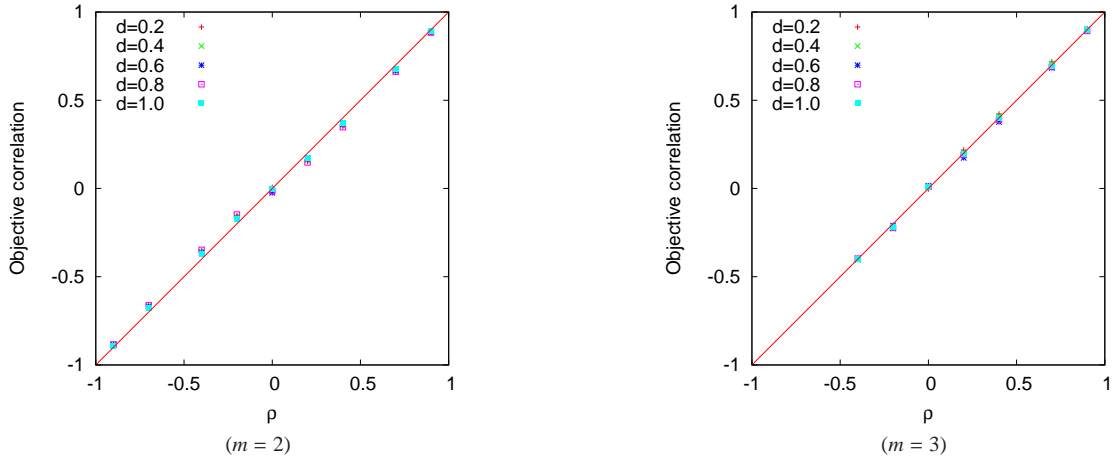 1
0.5
0
-0.5
-1
-1
-0.5
0
0.5
1
Objective correlation
ρ
d=0.2
d=0.4
d=0.6
d=0.8
d=1.0
(m = 2)
1
0.5
0
-0.5
-1
-1
-0.5
0
0.5
1
Objective correlation
ρ
d=0.2
d=0.4
d=0.6
d=0.8
d=1.0
(m = 3)